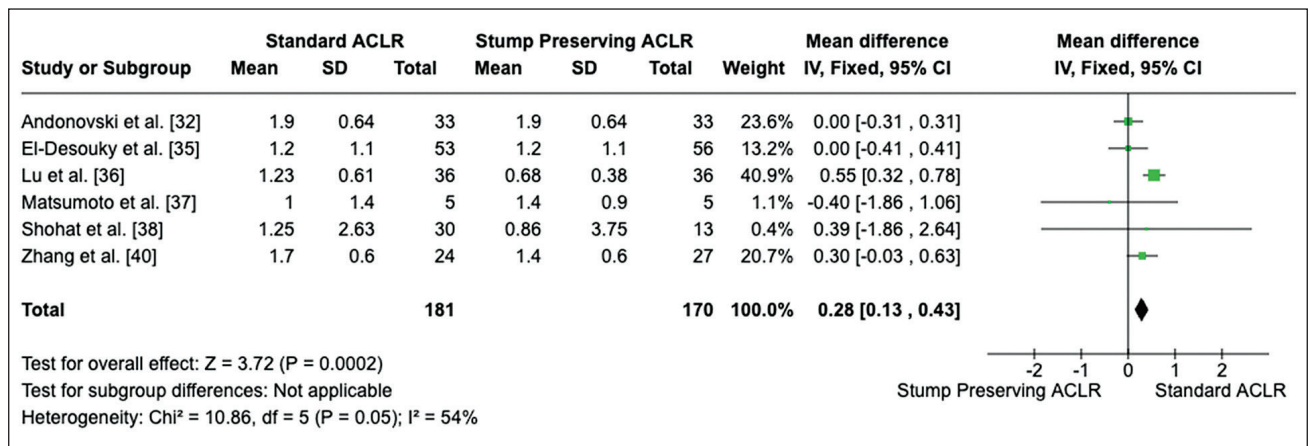 Standard ACLR Stump Preserving ACLR Mean difference Mean difference
Study or Subgroup Mean SD Total Mean SD Total Weight IV, Fixed, 95% CI IV, Fixed, 95% CI
Andonovski et al. [32] 1.9 0.64 33 1.9 0.64 33 23.6% 0.00 [-0.31 , 0.31]
El-Desouky et al. [35] 1.2 1.1 53 1.2 1.1 56 13.2% 0.00 [-0.41 , 0.41]
Lu et al. [36] 1.23 0.61 36 0.68 0.38 36 40.9% 0.55 [0.32 , 0.78]
Matsumoto et al. [37] 1 1.4 5 1.4 0.9 5 1.1% -0.40 [-1.86 , 1.06]
Shohat et al. [38] 1.25 2.63 30 0.86 3.75 13 0.4% 0.39 [-1.86 , 2.64]
Zhang et al. [40] 1.7 0.6 24 1.4 0.6 27 20.7% 0.30 [-0.03 , 0.63]
Total 181 170 100.0% 0.28 [0.13 , 0.43]
Test for overall effect: Z = 3.72 (P = 0.0002)
Test for subgroup differences: Not applicable
Heterogeneity: Chi² = 10.86, df = 5 (P = 0.05); I² = 54%
-2 -1 0 1 2
Stump Preserving ACLR Standard ACLR